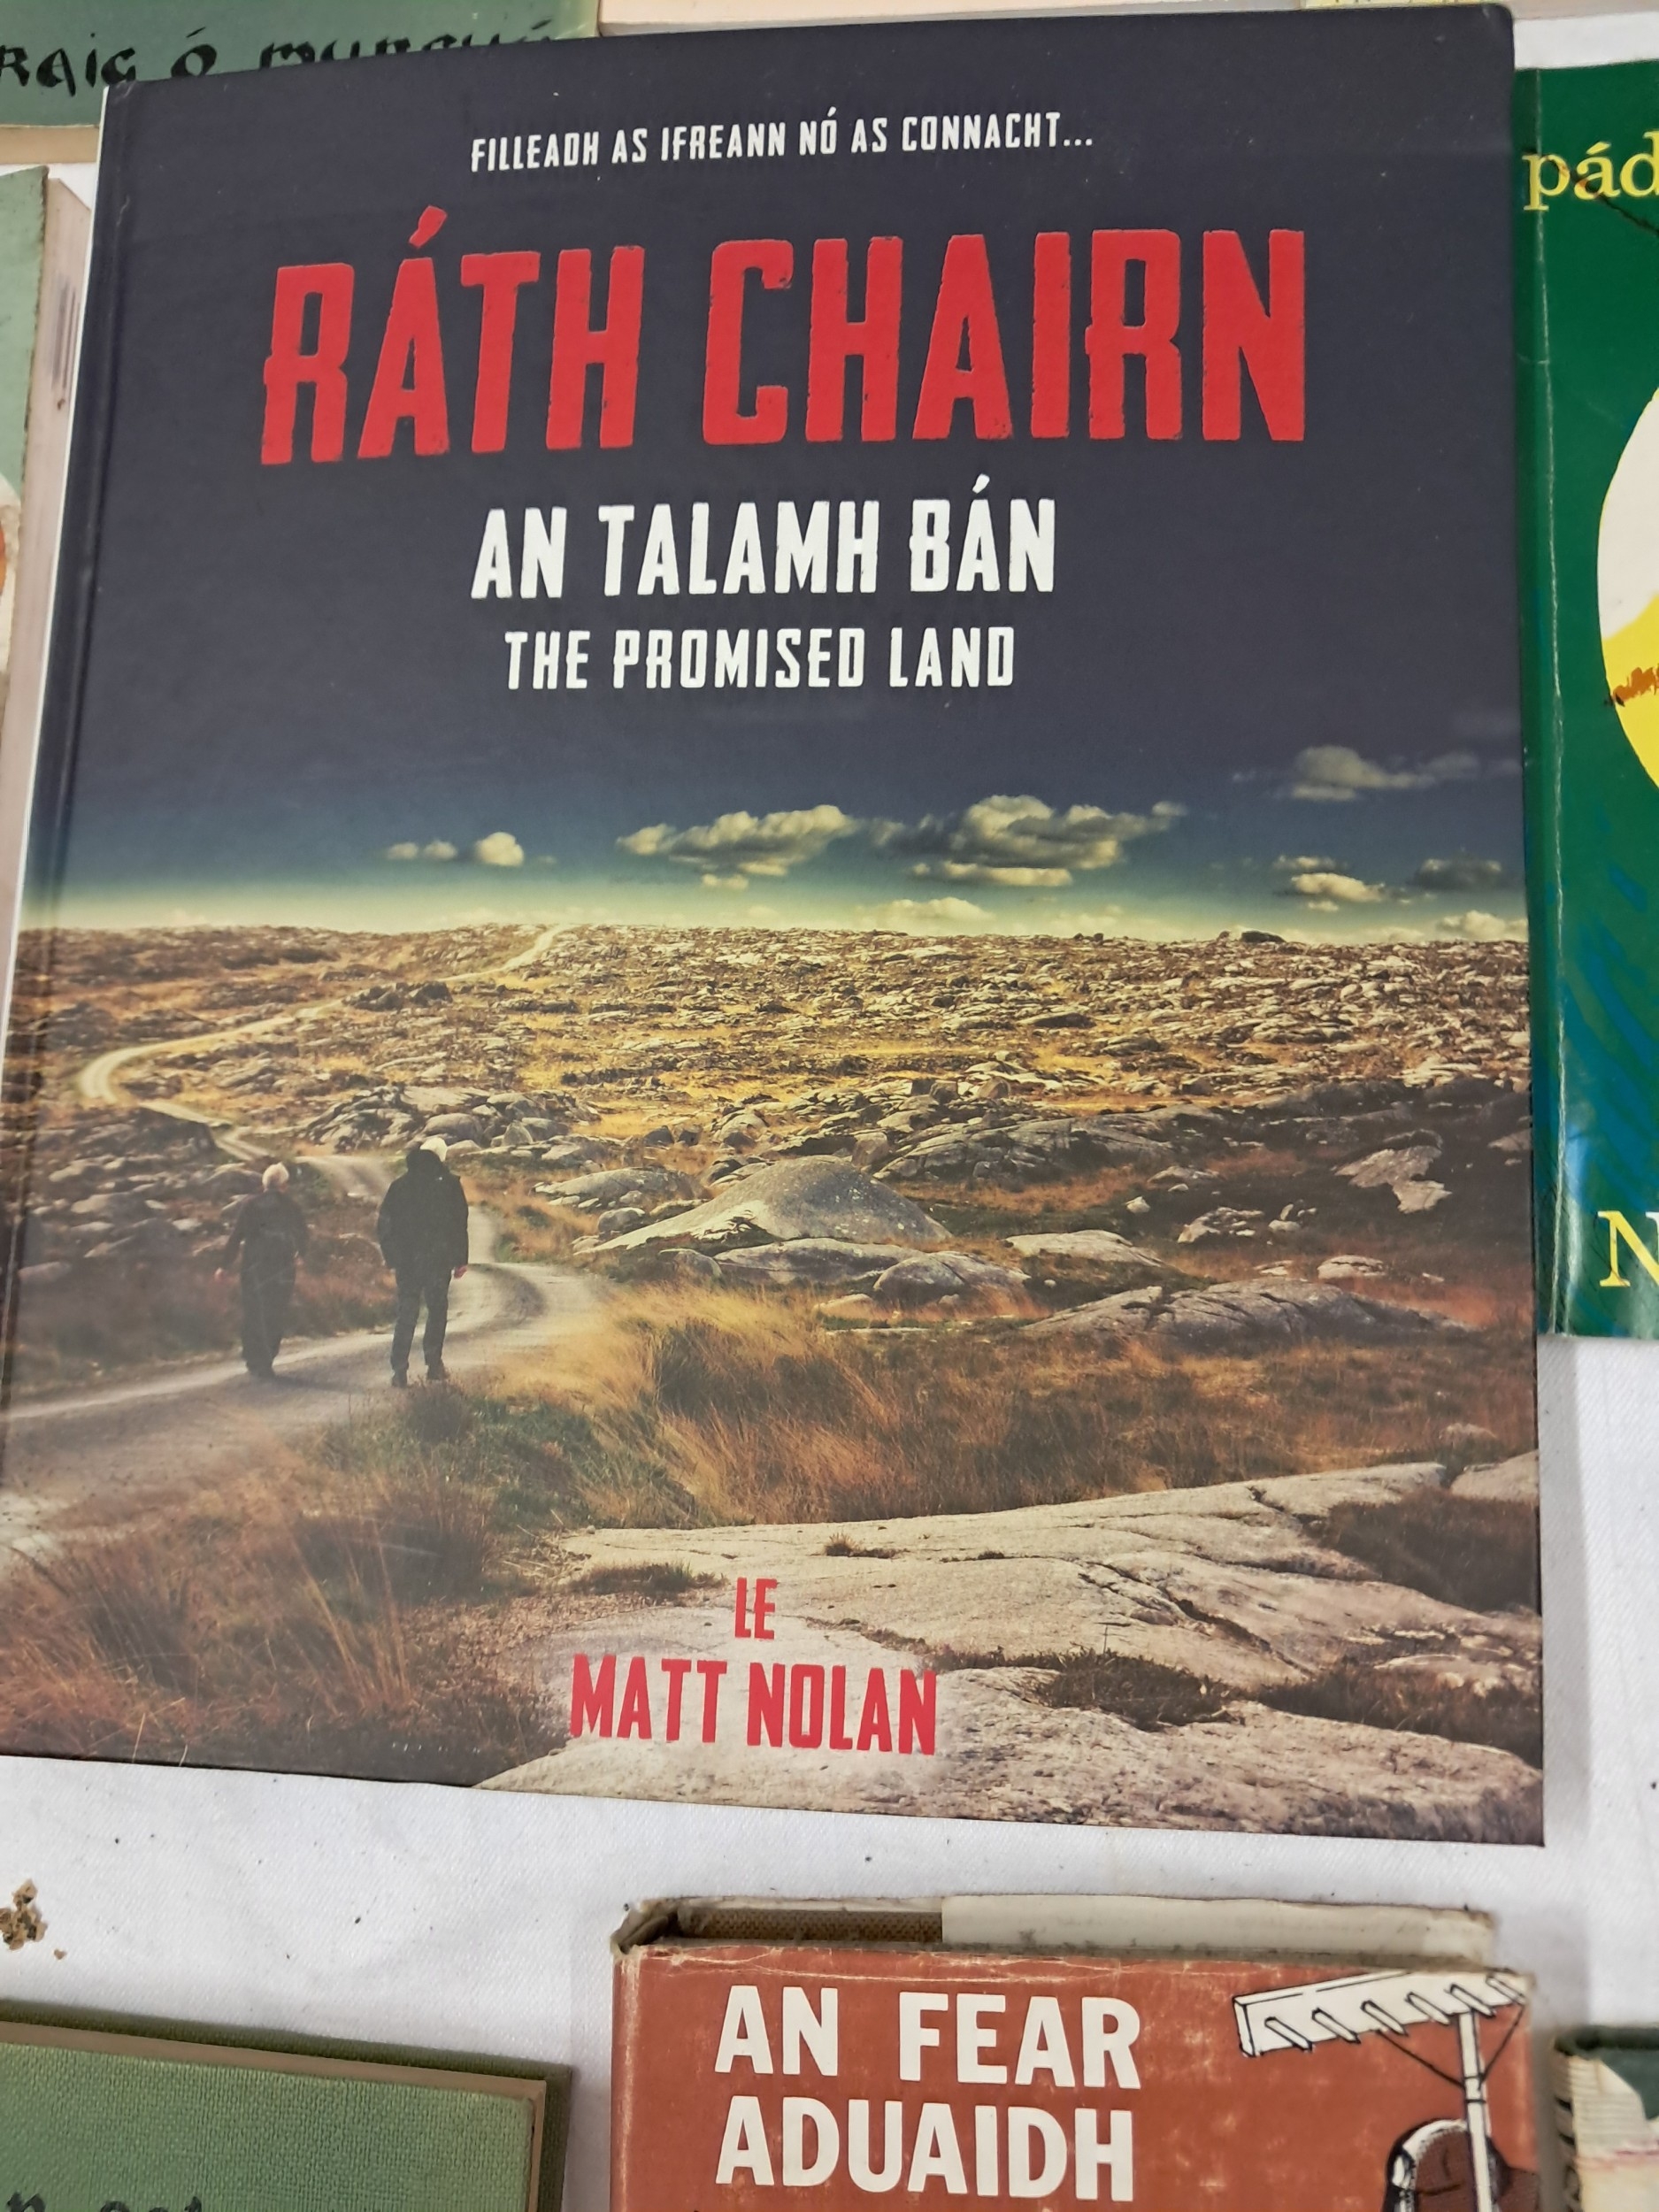 FILLEADH AS IFREANN NÓ AS CONNACHT...
RÁTH CHAIRN
AN TALAMH BÁN
THE PROMISED LAND
LE
MATT NOLAN
AN FEAR
ADUAIDH